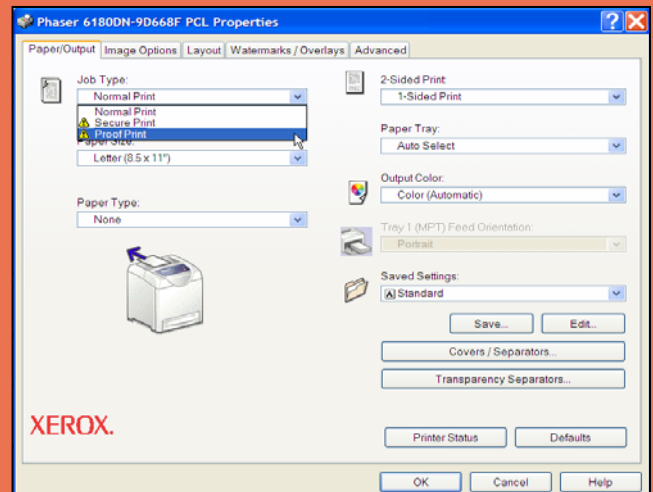 Phaser 6180DN-9D668F PCL Properties
Paper/Output Image Options Layout Watermarks / Overlays Advanced
Job Type:
Normal Print
Normal Print
Secure Print
Proof Print
Paper Size:
Letter (8.5 x 11")
Paper Type:
None
XEROX.
2-Sided Print:
1-Sided Print
Paper Tray:
Auto Select
Output Color:
Color (Automatic)
Tray 1 (MPT) Feed Orientation:
Portrait
Saved Settings:
Standard
Save... Edit...
Covers / Separators...
Transparency Separators...
Printer Status Defaults
OK Cancel Help